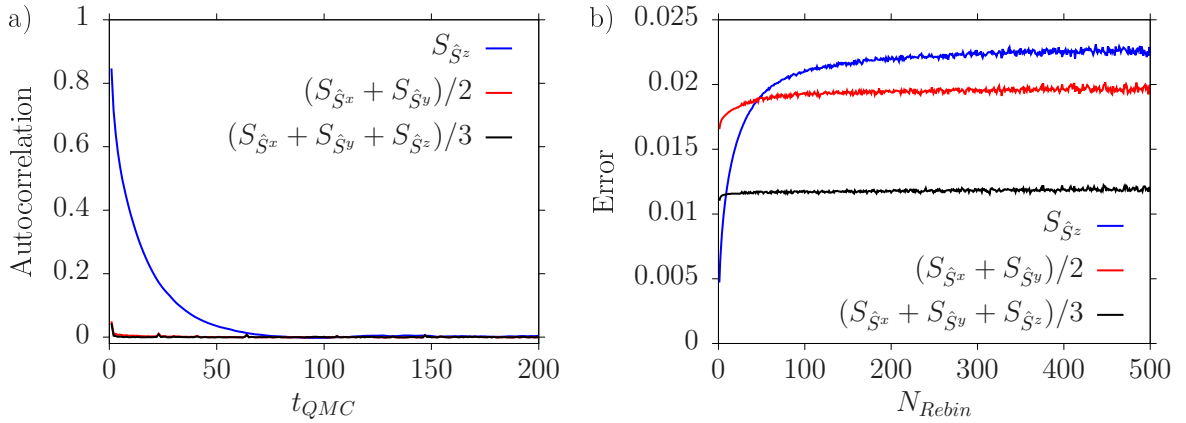 a)
1
0.8
0.6
0.4
0.2
0
Autocorrelation
S_{\hat{S}^z}
(S_{\hat{S}^x} + S_{\hat{S}^y})/2
(S_{\hat{S}^x} + S_{\hat{S}^y} + S_{\hat{S}^z})/3
0 50 100 150 200
t_{QMC}
b)
0.025
0.02
0.015
0.01
0.005
0
Error
S_{\hat{S}^z}
(S_{\hat{S}^x} + S_{\hat{S}^y})/2
(S_{\hat{S}^x} + S_{\hat{S}^y} + S_{\hat{S}^z})/3
0 100 200 300 400 500
N_{Rebin}